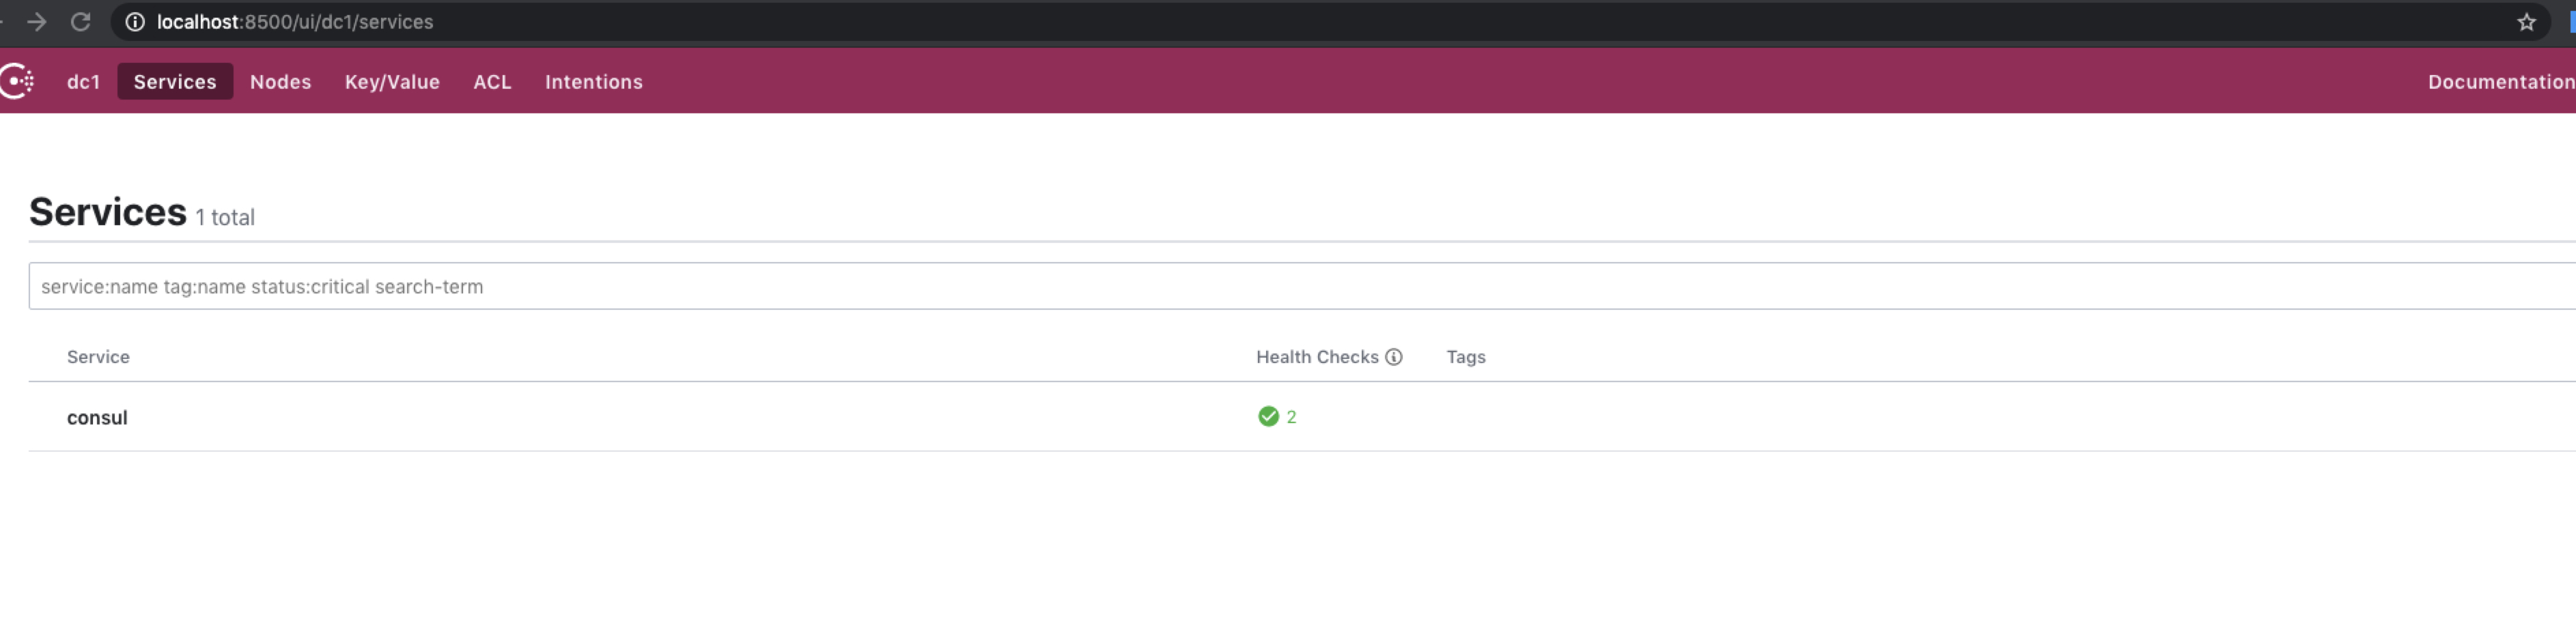 localhost:8500/ui/dc1/services
dc1 Services Nodes Key/Value ACL Intentions Documentation
Services 1 total
service:name tag:name status:critical search-term
Service Health Checks Tags
consul 2